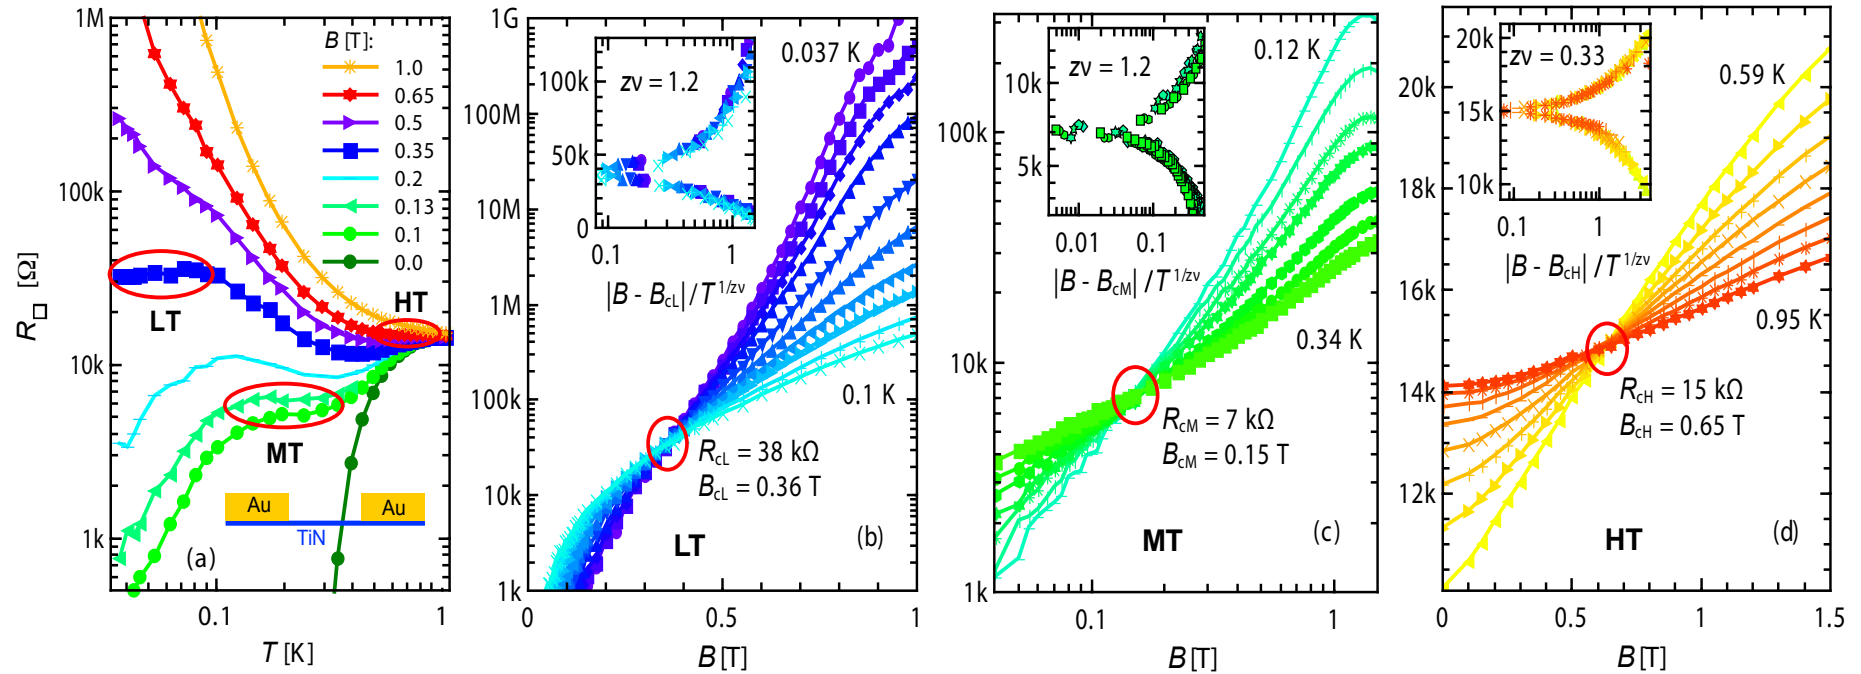 1M
100k
10k
1k
R□ [Ω]
B [T]:
1.0
0.65
0.5
0.35
0.2
0.13
0.1
0.0
LT
HT
MT
Au
Au
TiN
(a)
0.1
1
T [K]
1G
100M
10M
1M
100k
10k
1k
100k
50k
0
zν = 1.2
0.1
1
|B - BcL| / T^1/zν
0.037 K
0.1 K
RcL = 38 kΩ
BcL = 0.36 T
LT
(b)
0
0.5
1
B [T]
100k
10k
1k
10k
5k
zν = 1.2
0.01
0.1
|B - BcM| / T^1/zν
0.12 K
0.34 K
RcM = 7 kΩ
BcM = 0.15 T
MT
(c)
0.1
1
B [T]
20k
18k
16k
14k
12k
20k
15k
10k
zν = 0.33
0.1
1
|B - BcH| / T^1/zν
0.59 K
0.95 K
RcH = 15 kΩ
BcH = 0.65 T
HT
(d)
0
0.5
1
1.5
B [T]